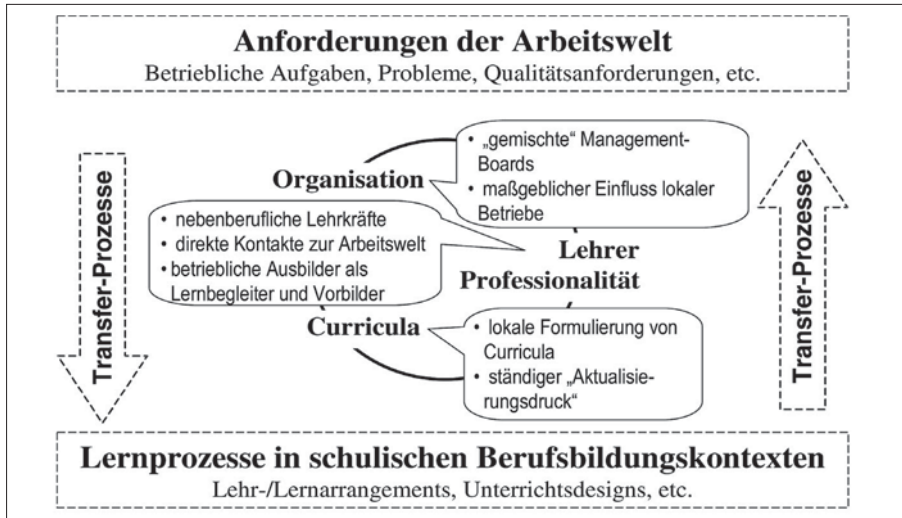 Anforderungen der Arbeitswelt
Betriebliche Aufgaben, Probleme, Qualitätsanforderungen, etc.
Transfer-Prozesse
Organisation
• „gemischte“ Management-
Boards
• maßgeblicher Einfluss lokaler
Betriebe
• nebenberufliche Lehrkräfte
• direkte Kontakte zur Arbeitswelt
• betriebliche Ausbilder als
Lernbegleiter und Vorbilder
Lehrer
Professionalität
Curricula
• lokale Formulierung von
Curricula
• ständiger „Aktualisie-
rungsdruck“
Transfer-Prozesse
Lernprozesse in schulischen Berufsbildungskontexten
Lehr-/Lernarrangements, Unterrichtsdesigns, etc.